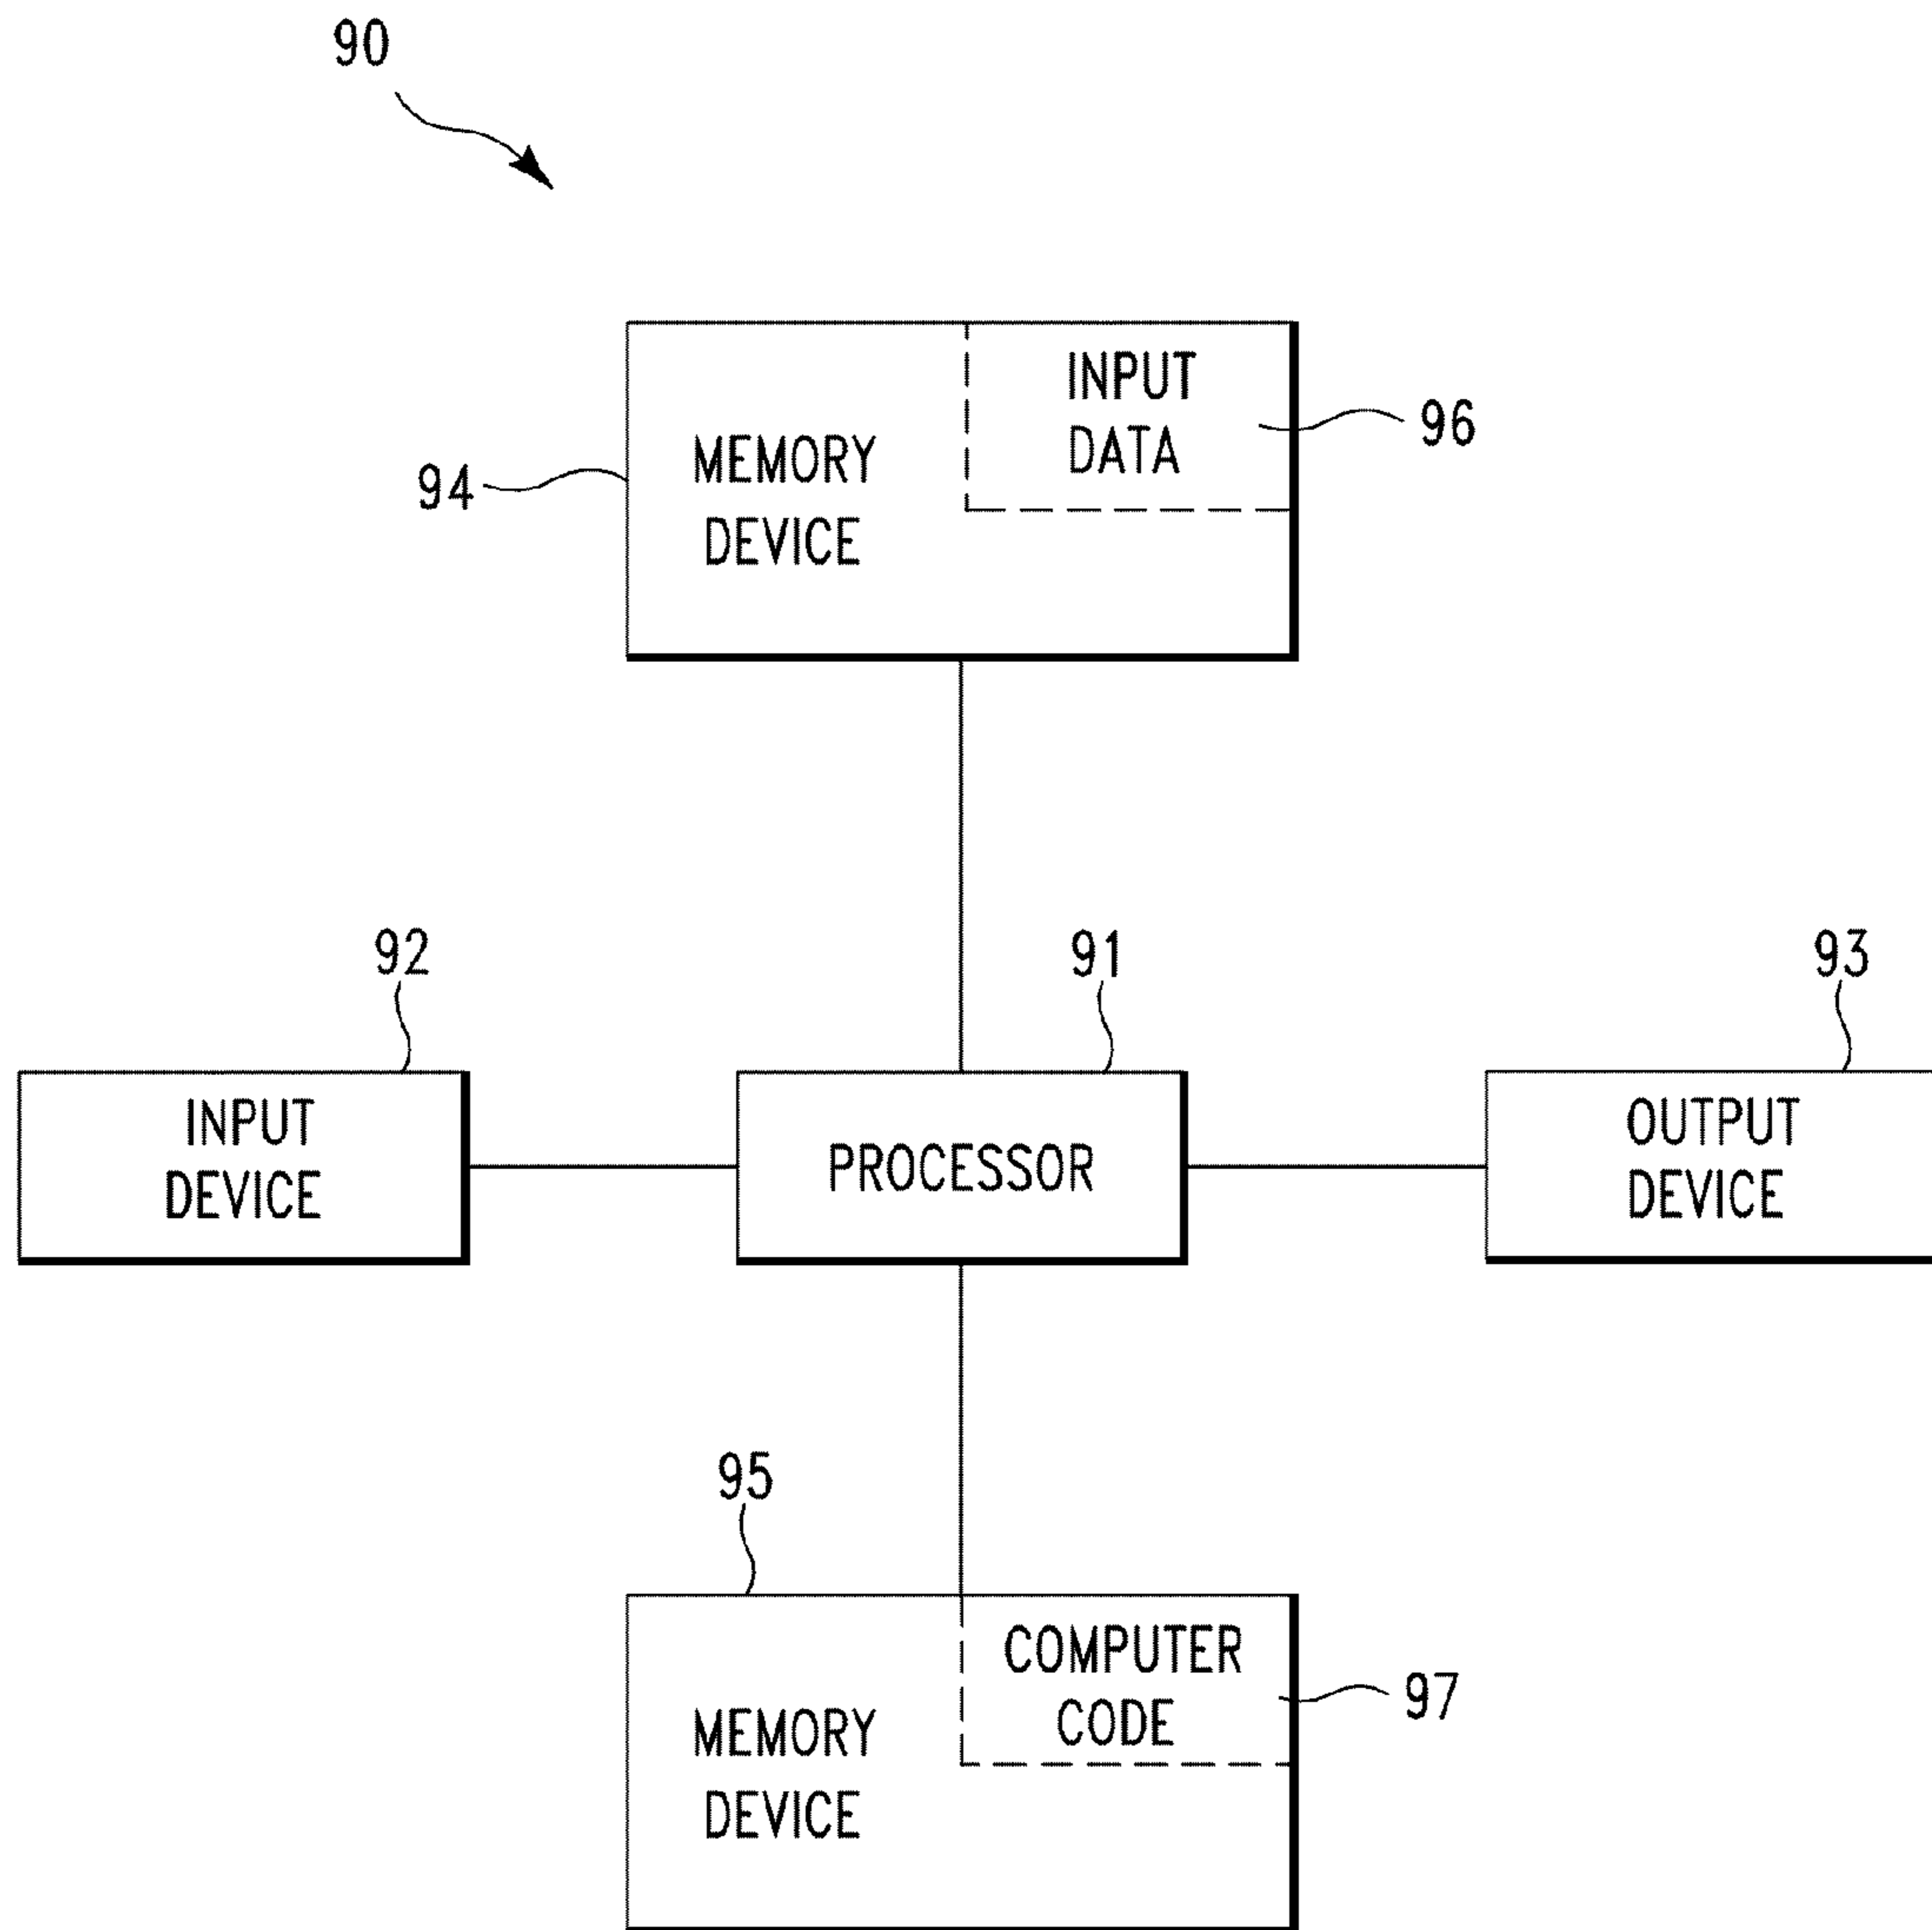 90
INPUT
DATA
96
MEMORY
DEVICE
94
92
91
93
INPUT
DEVICE
PROCESSOR
OUTPUT
DEVICE
95
COMPUTER
CODE
97
MEMORY
DEVICE